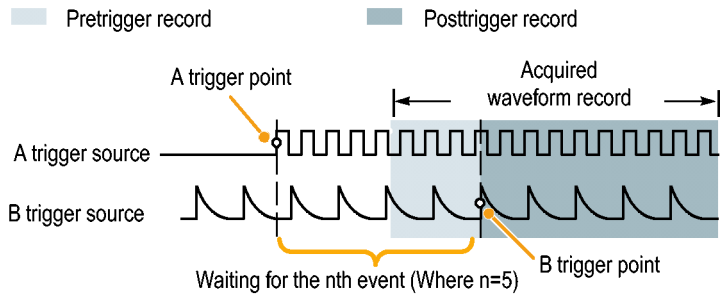 Pretrigger record
Posttrigger record
A trigger point
Acquired
waveform record
A trigger source
B trigger source
B trigger point
Waiting for the nth event (Where n=5)